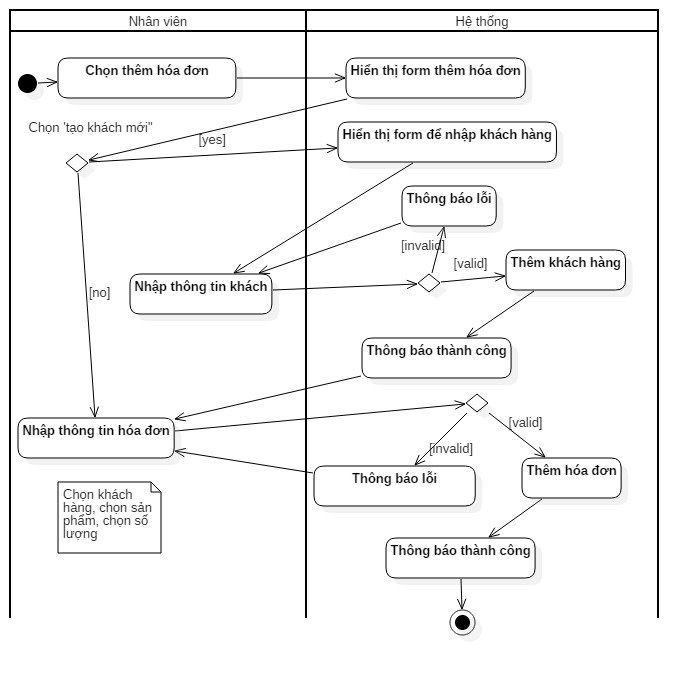 Nhân viên
Hệ thống
Chọn thêm hóa đơn
Hiển thị form thêm hóa đơn
Chọn 'tạo khách mới"
[yes]
Hiển thị form để nhập khách hàng
Thông báo lỗi
[invalid]
[valid]
Thêm khách hàng
Nhập thông tin khách
[no]
Thông báo thành công
Nhập thông tin hóa đơn
[valid]
[invalid]
Thông báo lỗi
Thêm hóa đơn
Chọn khách
hàng, chọn sản
phẩm, chọn số
lượng
Thông báo thành công